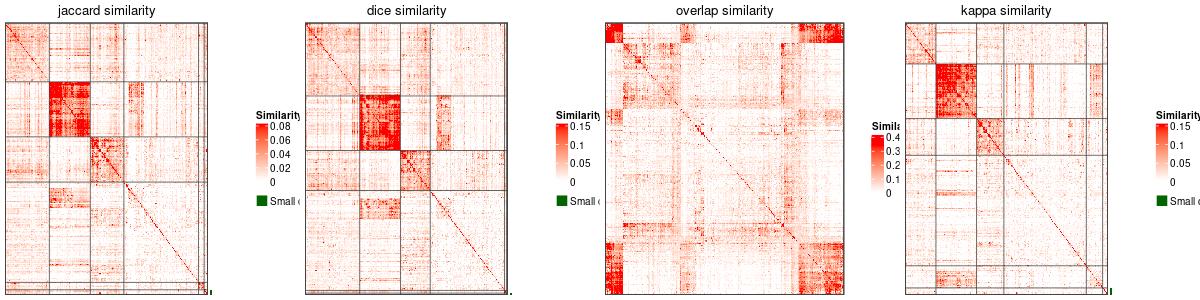 jaccard similarity
Similarity
0.08
0.06
0.04
0.02
0
Small
dice similarity
Similarity
0.15
0.1
0.05
0
Small
overlap similarity
0.4
0.3
0.2
0.1
0
kappa similarity
Similarity
0.15
0.1
0.05
0
Small